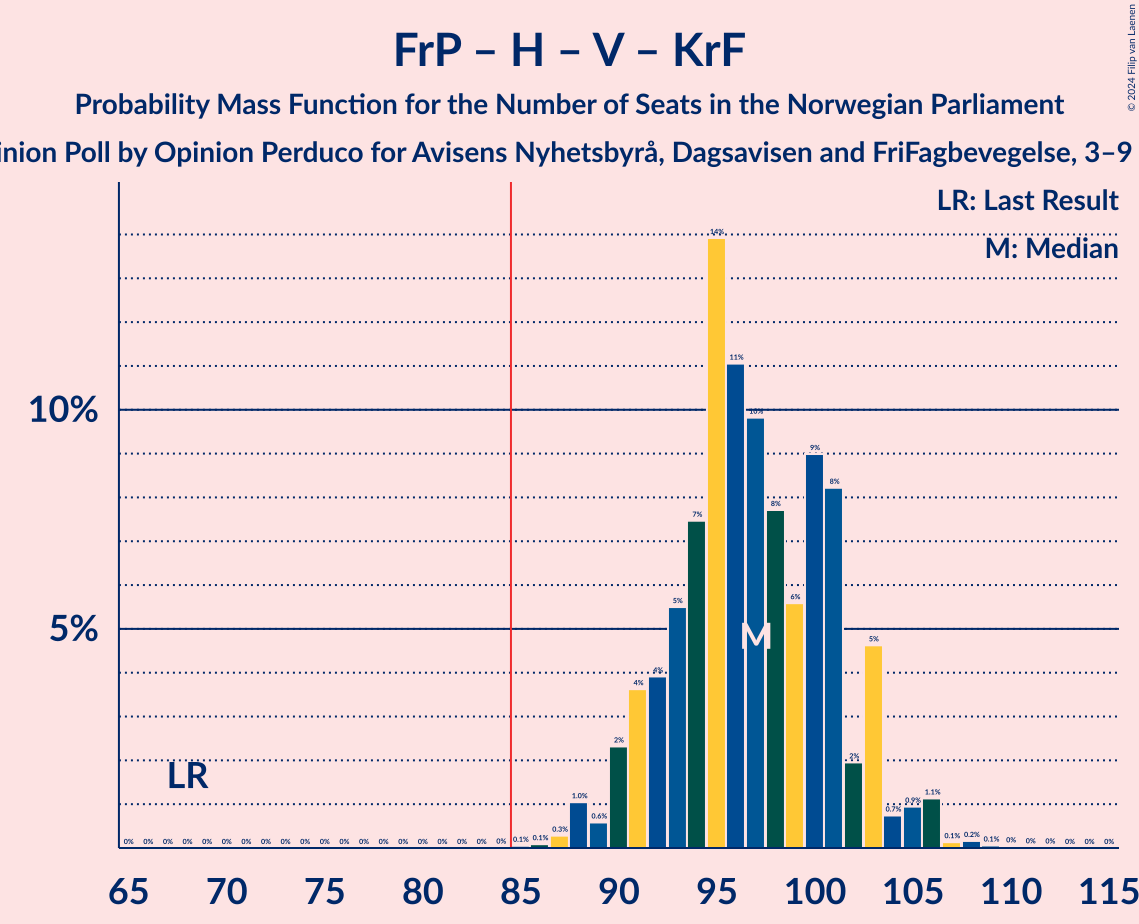 FrP – H – V – KrF
© 2024 Filip van Laenen
Probability Mass Function for the Number of Seats in the Norwegian Parliament
inion Poll by Opinion Perduco for Avisens Nyhetsbyrå, Dagsavisen and FriFagbevegelse, 3–9
LR: Last Result
M: Median
14%
11%
10%
10%
9%
8%
8%
7%
6%
5%
5%
M
5%
4%
4%
2%
2%
LR
1.0%
0.6%
0.3%
0.7%
0.9%
1.1%
0% 0% 0% 0% 0% 0% 0% 0% 0% 0% 0% 0% 0% 0% 0% 0% 0% 0% 0% 0% 0.1% 0.1% 0.1% 0.2% 0.1% 0% 0% 0% 0% 0% 0%
65 70 75 80 85 90 95 100 105 110 115